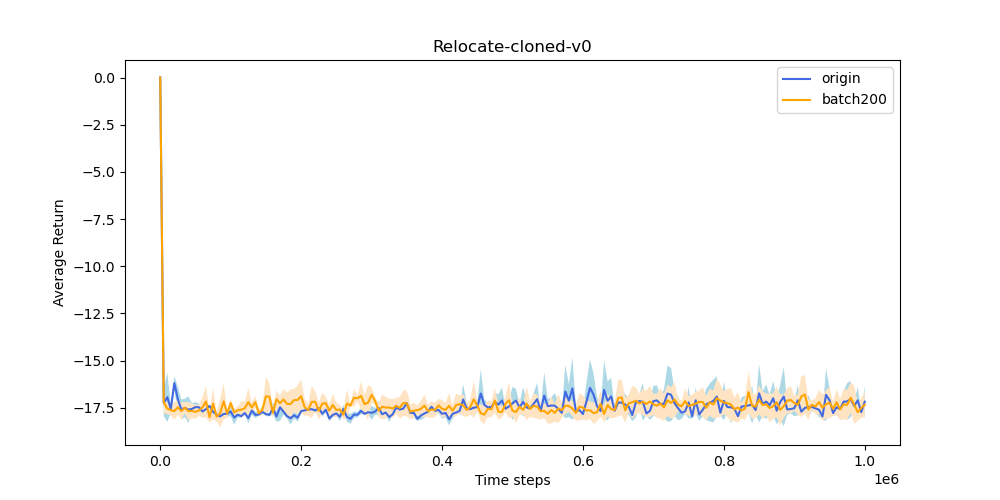 Relocate-cloned-v0
origin
batch200
0.0
−2.5
−5.0
−7.5
−10.0
−12.5
−15.0
−17.5
Average Return
0.0 0.2 0.4 0.6 0.8 1.0
1e6
Time steps